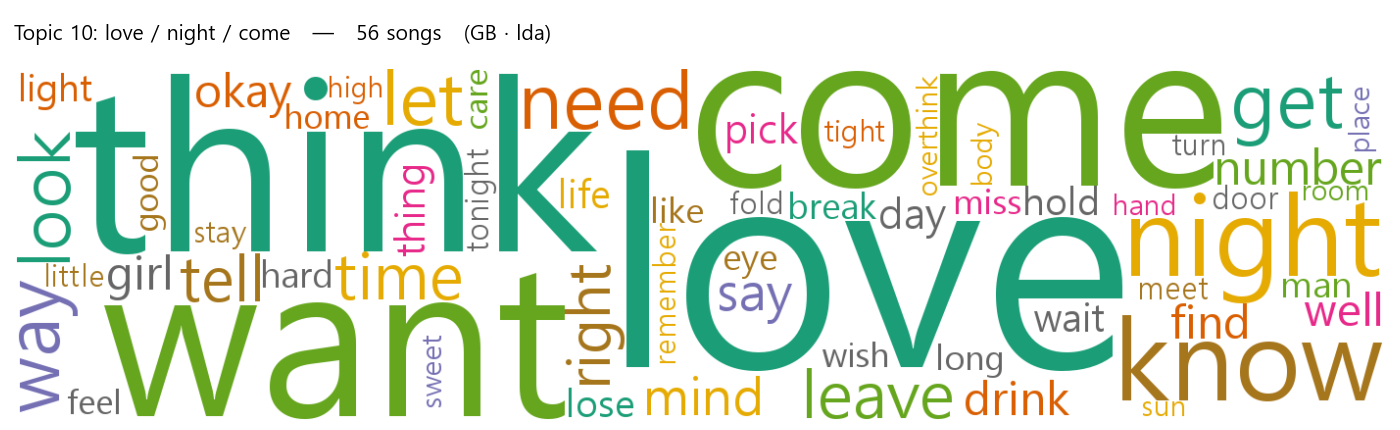 Topic 10: love / night / come — 56 songs (GB · lda)
light
okay
high
home
let
care
need
come
pick
tight
overthink
body
get
place
turn
number
room
look
think
good
stay
thing
tonight
life
like
fold
break
day
miss
hold
hand
door
night
little
girl
tell
hard
time
right
remember
love
eye
say
meet
man
well
way
want
feel
sweet
lose
mind
wish
long
wait
find
know
leave
drink
sun